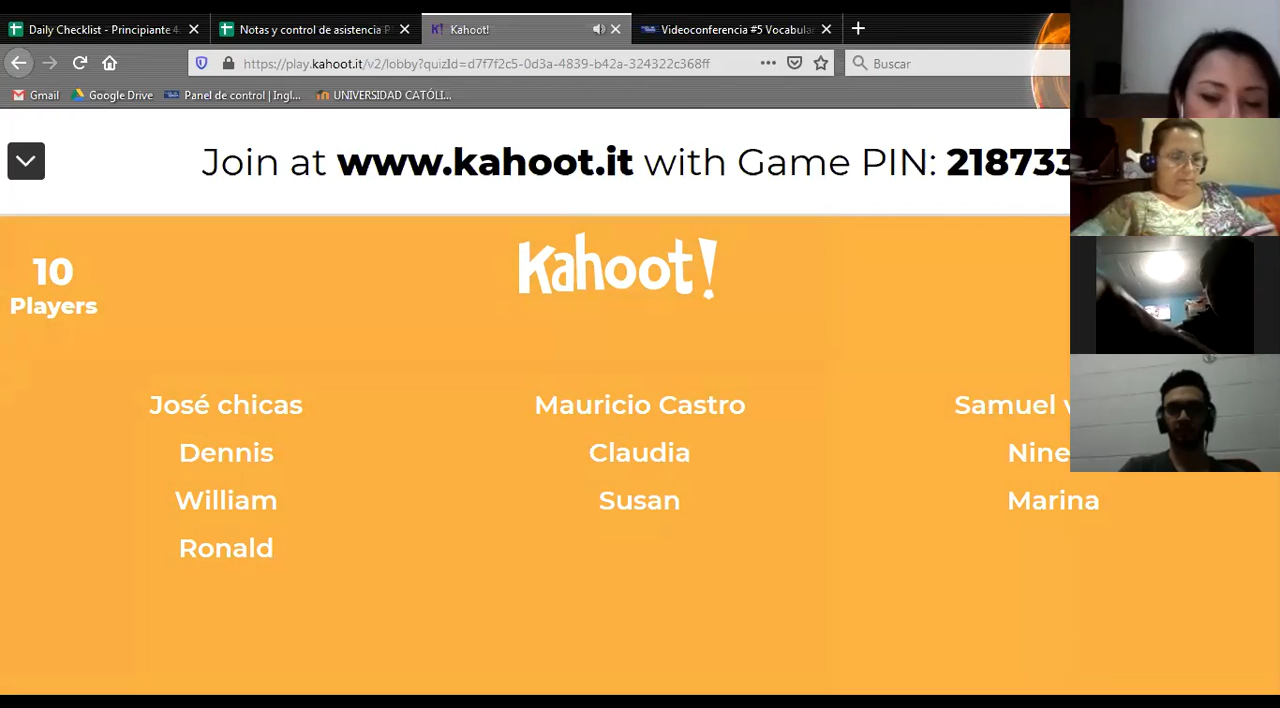 Daily Checklist - Principiante 4
Notas y control de asistencia P
Kahoot!
Videoconferencia #5 Vocabula
https://play.kahoot.it/v2/lobby?quizId=d7f7f2c5-0d3a-4839-b42a-324322c368ff
Buscar
Gmail
Google Drive
Panel de control | Ingl...
UNIVERSIDAD CATÓLI...
Join at www.kahoot.it with Game PIN: 218733
10
Players
Kahoot!
José chicas Mauricio Castro Samuel
Dennis Claudia Nine
William Susan Marina
Ronald